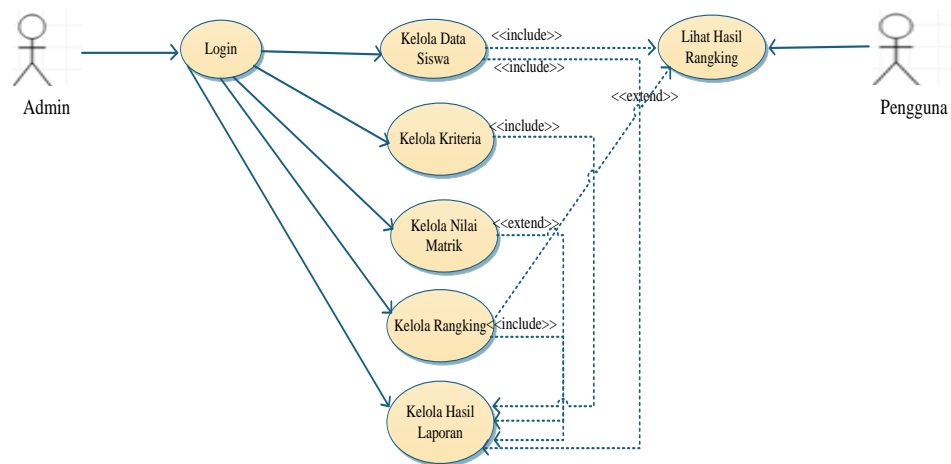 Admin
Login
Kelola Data
Siswa
<<include>>
<<include>>
Lihat Hasil
Rangking
<<extend>>
Pengguna
Kelola Kriteria
<<include>>
Kelola Nilai
Matrik
<<extend>>
Kelola Rangking
<<include>>
Kelola Hasil
Laporan